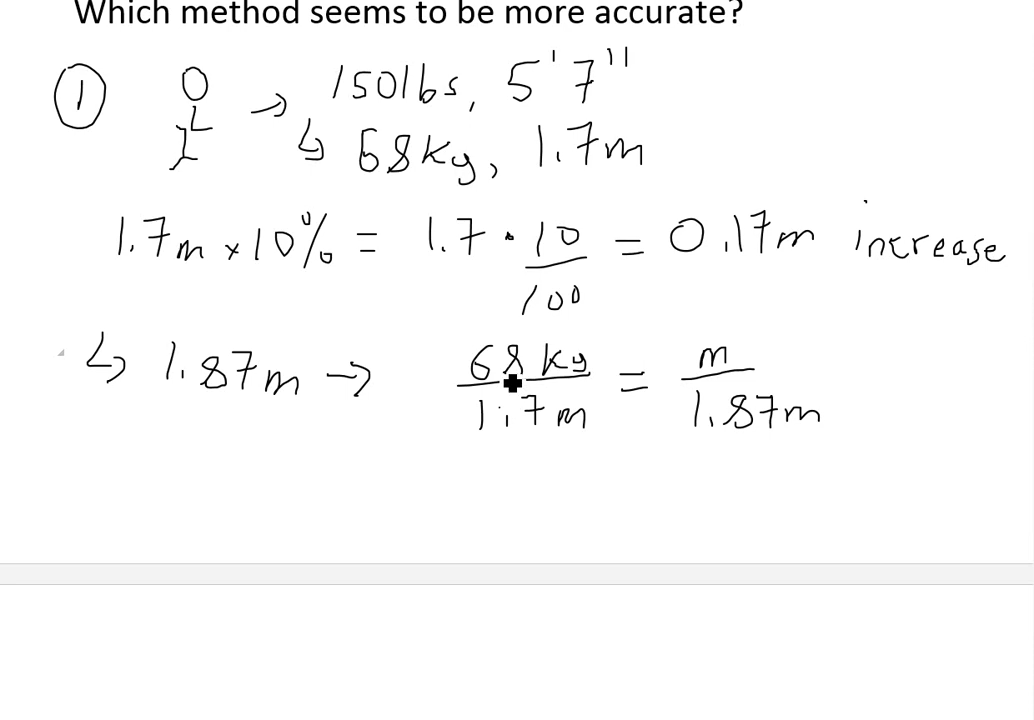 Which method seems to be more accurate?
① → 150lbs, 5'7"
↳ 68kg, 1.7m
1.7m × 10% = 1.7 · 10/100 = 0.17m increase
↳ 1.87m → 68kg/1.7m = m/1.87m